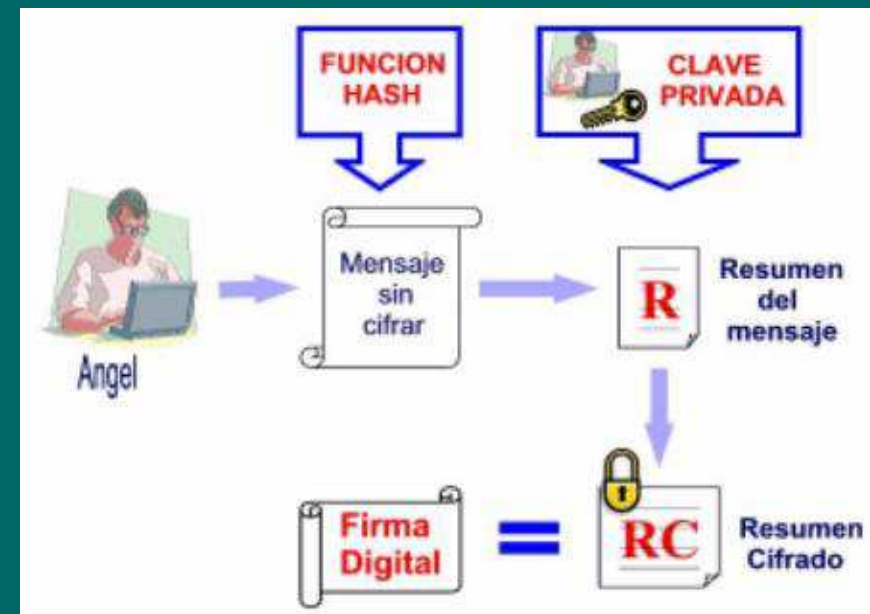 FUNCION
HASH
CLAVE
PRIVADA
Angel
Mensaje
sin
cifrar
R
Resumen
del
mensaje
Firma
Digital
=
RC
Resumen
Cifrado